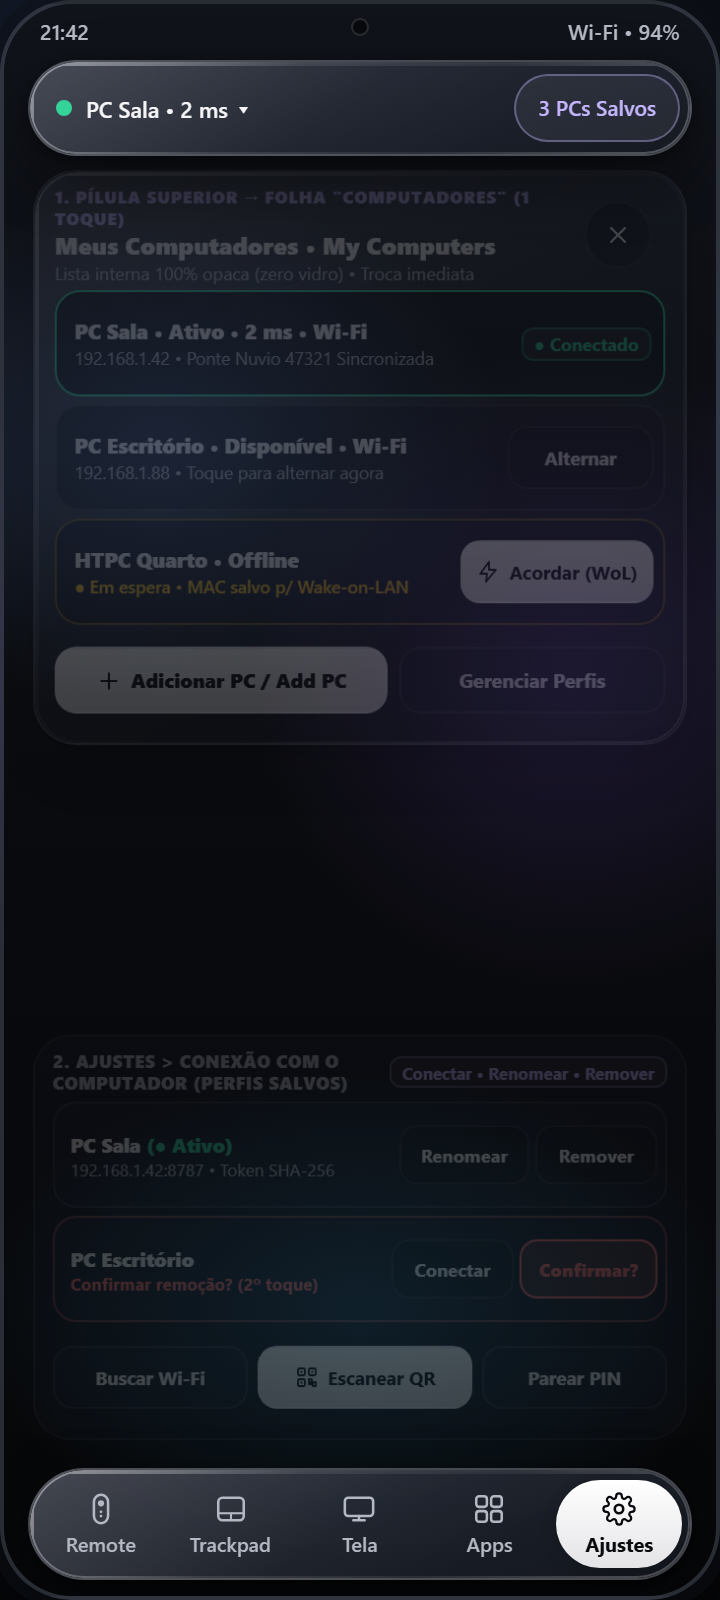 21:42
Wi-Fi • 94%
PC Sala • 2 ms ▾
3 PCs Salvos
1. PÍLULA SUPERIOR → FOLHA "COMPUTADORES" (1
TOQUE)
Meus Computadores • My Computers
Lista interna 100% opaca (zero vidro) • Troca imediata
PC Sala • Ativo • 2 ms • Wi-Fi
192.168.1.42 • Ponte Nuvio 47321 Sincronizada
● Conectado
PC Escritório • Disponível • Wi-Fi
192.168.1.88 • Toque para alternar agora
Alternar
HTPC Quarto • Offline
● Em espera • MAC salvo p/ Wake-on-LAN
Acordar (WoL)
Adicionar PC / Add PC
Gerenciar Perfis
2. AJUSTES > CONEXÃO COM O
COMPUTADOR (PERFIS SALVOS)
Conectar • Renomear • Remover
PC Sala (● Ativo)
192.168.1.42:8787 • Token SHA-256
Renomear
Remover
PC Escritório
Confirmar remoção? (2º toque)
Conectar
Confirmar?
Buscar Wi-Fi
Escanear QR
Parear PIN
Remote
Trackpad
Tela
Apps
Ajustes